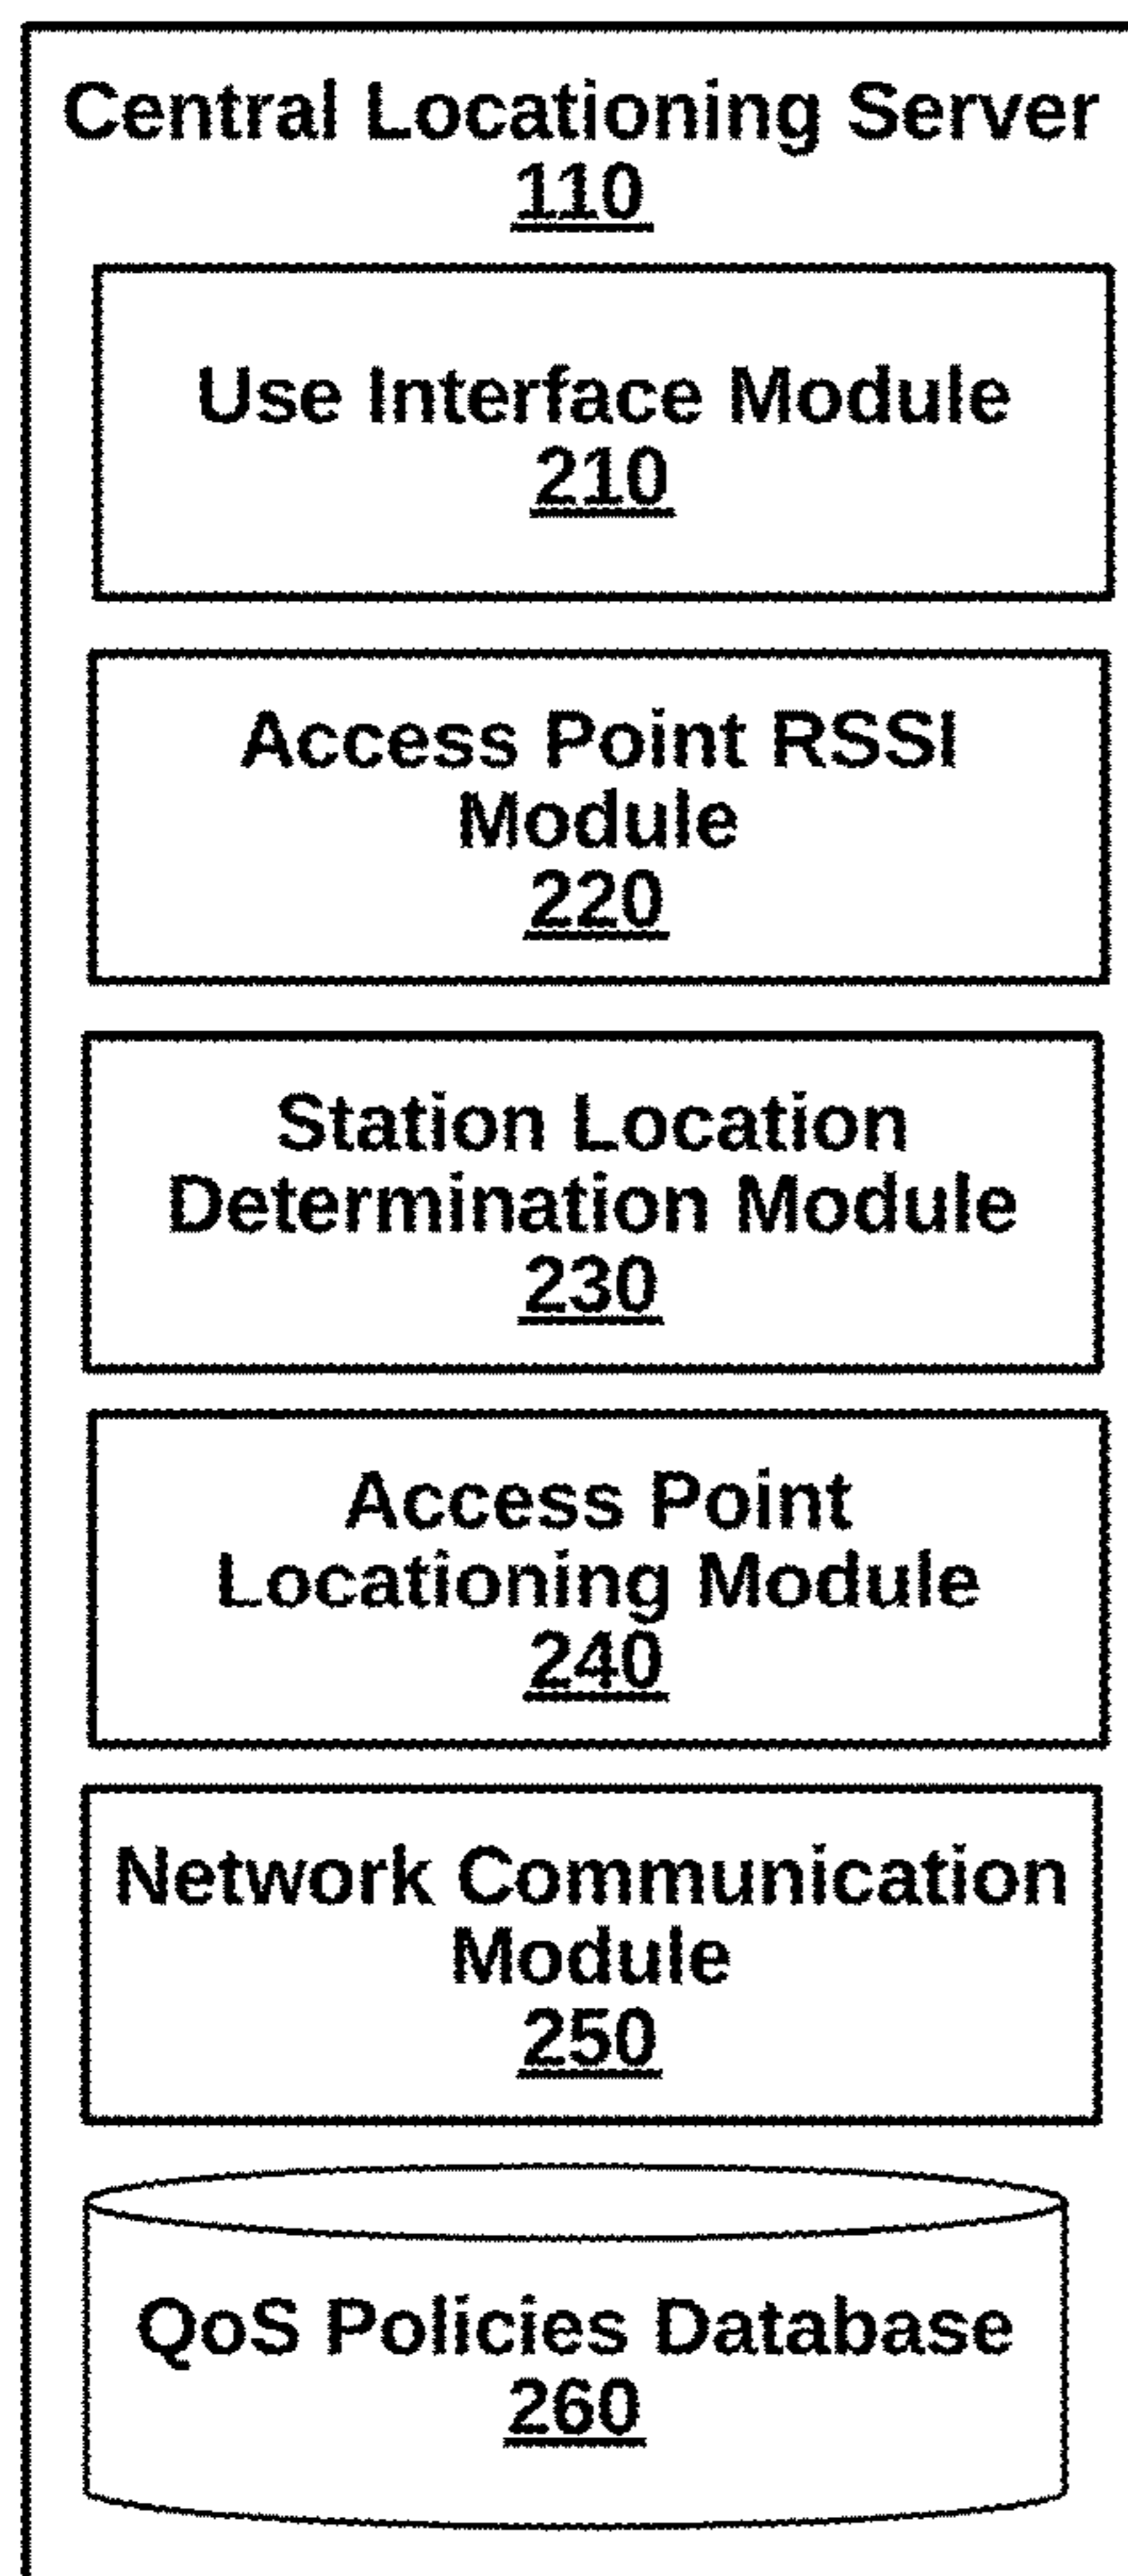 Central Locationing Server
110
Use Interface Module
210
Access Point RSSI
Module
220
Station Location
Determination Module
230
Access Point
Locationing Module
240
Network Communication
Module
250
QoS Policies Database
260